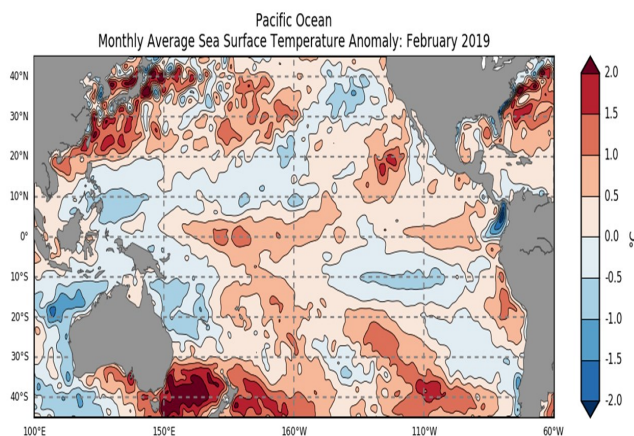 Pacific Ocean
Monthly Average Sea Surface Temperature Anomaly: February 2019
40°N
30°N
20°N
10°N
0°
10°S
20°S
30°S
40°S
100°E
150°E
160°W
110°W
60°W
2.0
1.5
1.0
0.5
0.0
-0.5
-1.0
-1.5
-2.0
°C